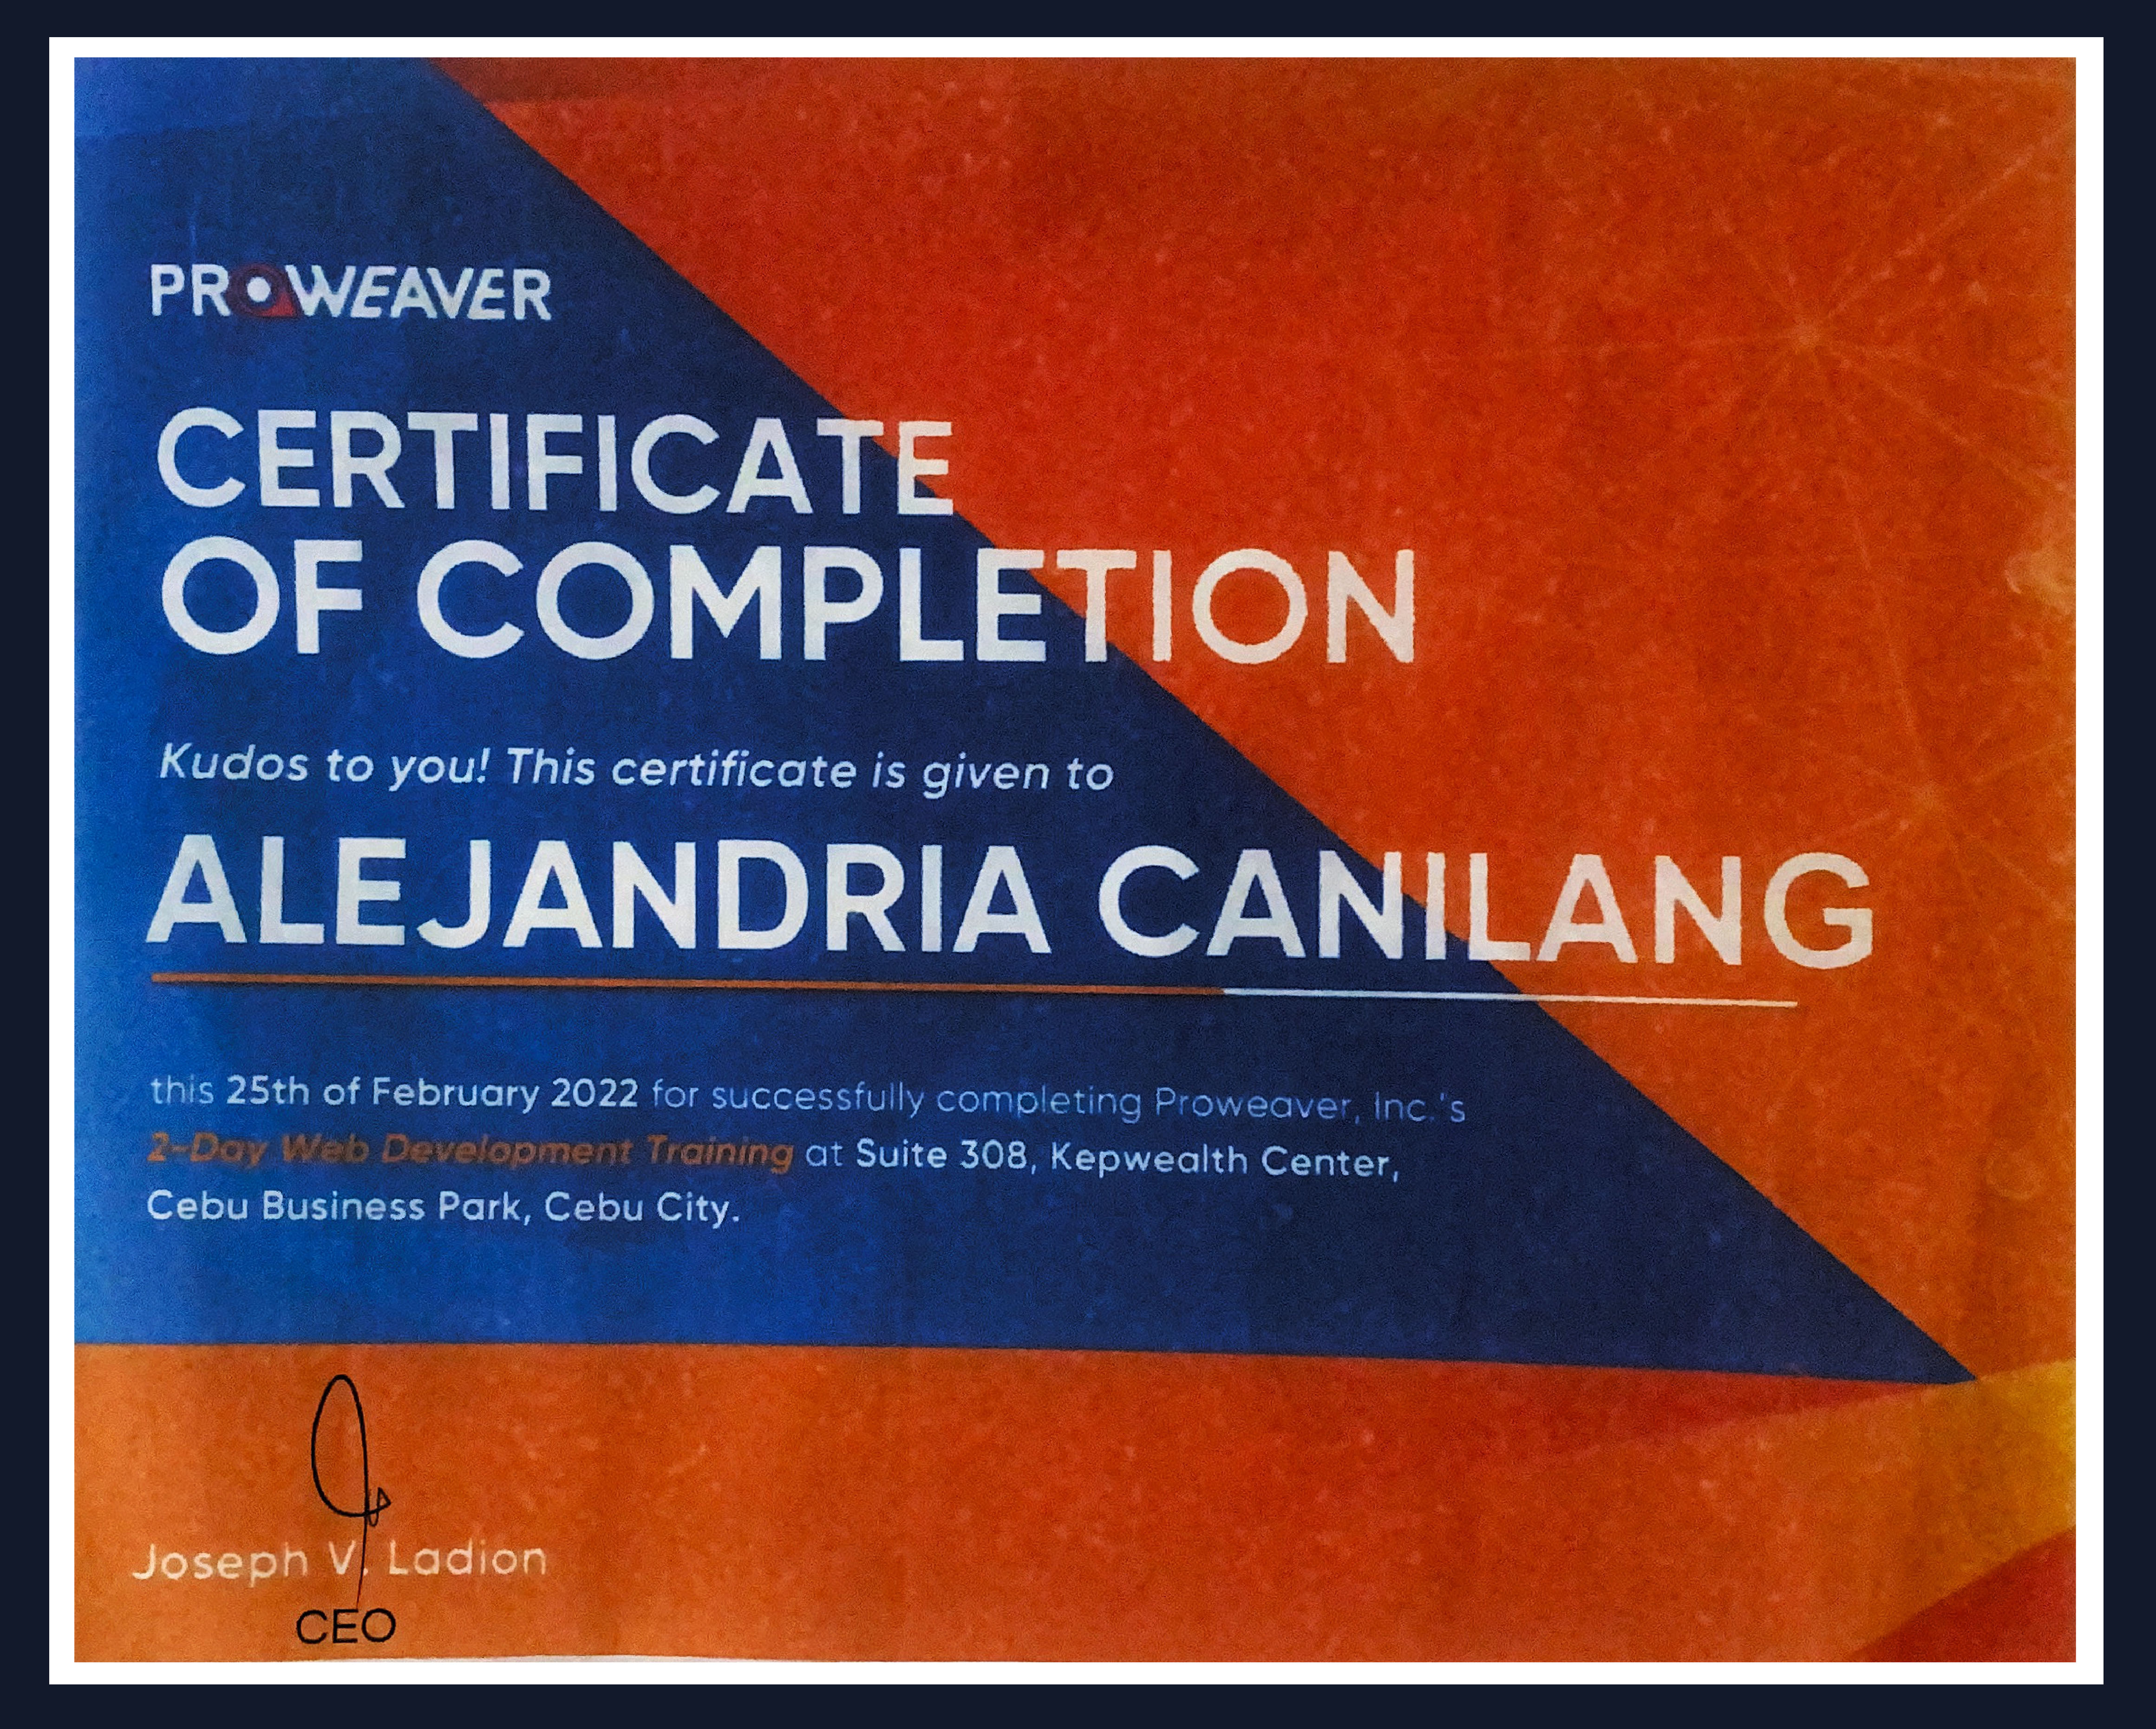 PROWEAVER
CERTIFICATE
OF COMPLETION
Kudos to you! This certificate is given to
ALEJANDRIA CANILANG
this 25th of February 2022 for successfully completing Proweaver, Inc.'s
2-Day Web Development Training at Suite 308, Kepwealth Center,
Cebu Business Park, Cebu City.
Joseph V. Ladion
CEO